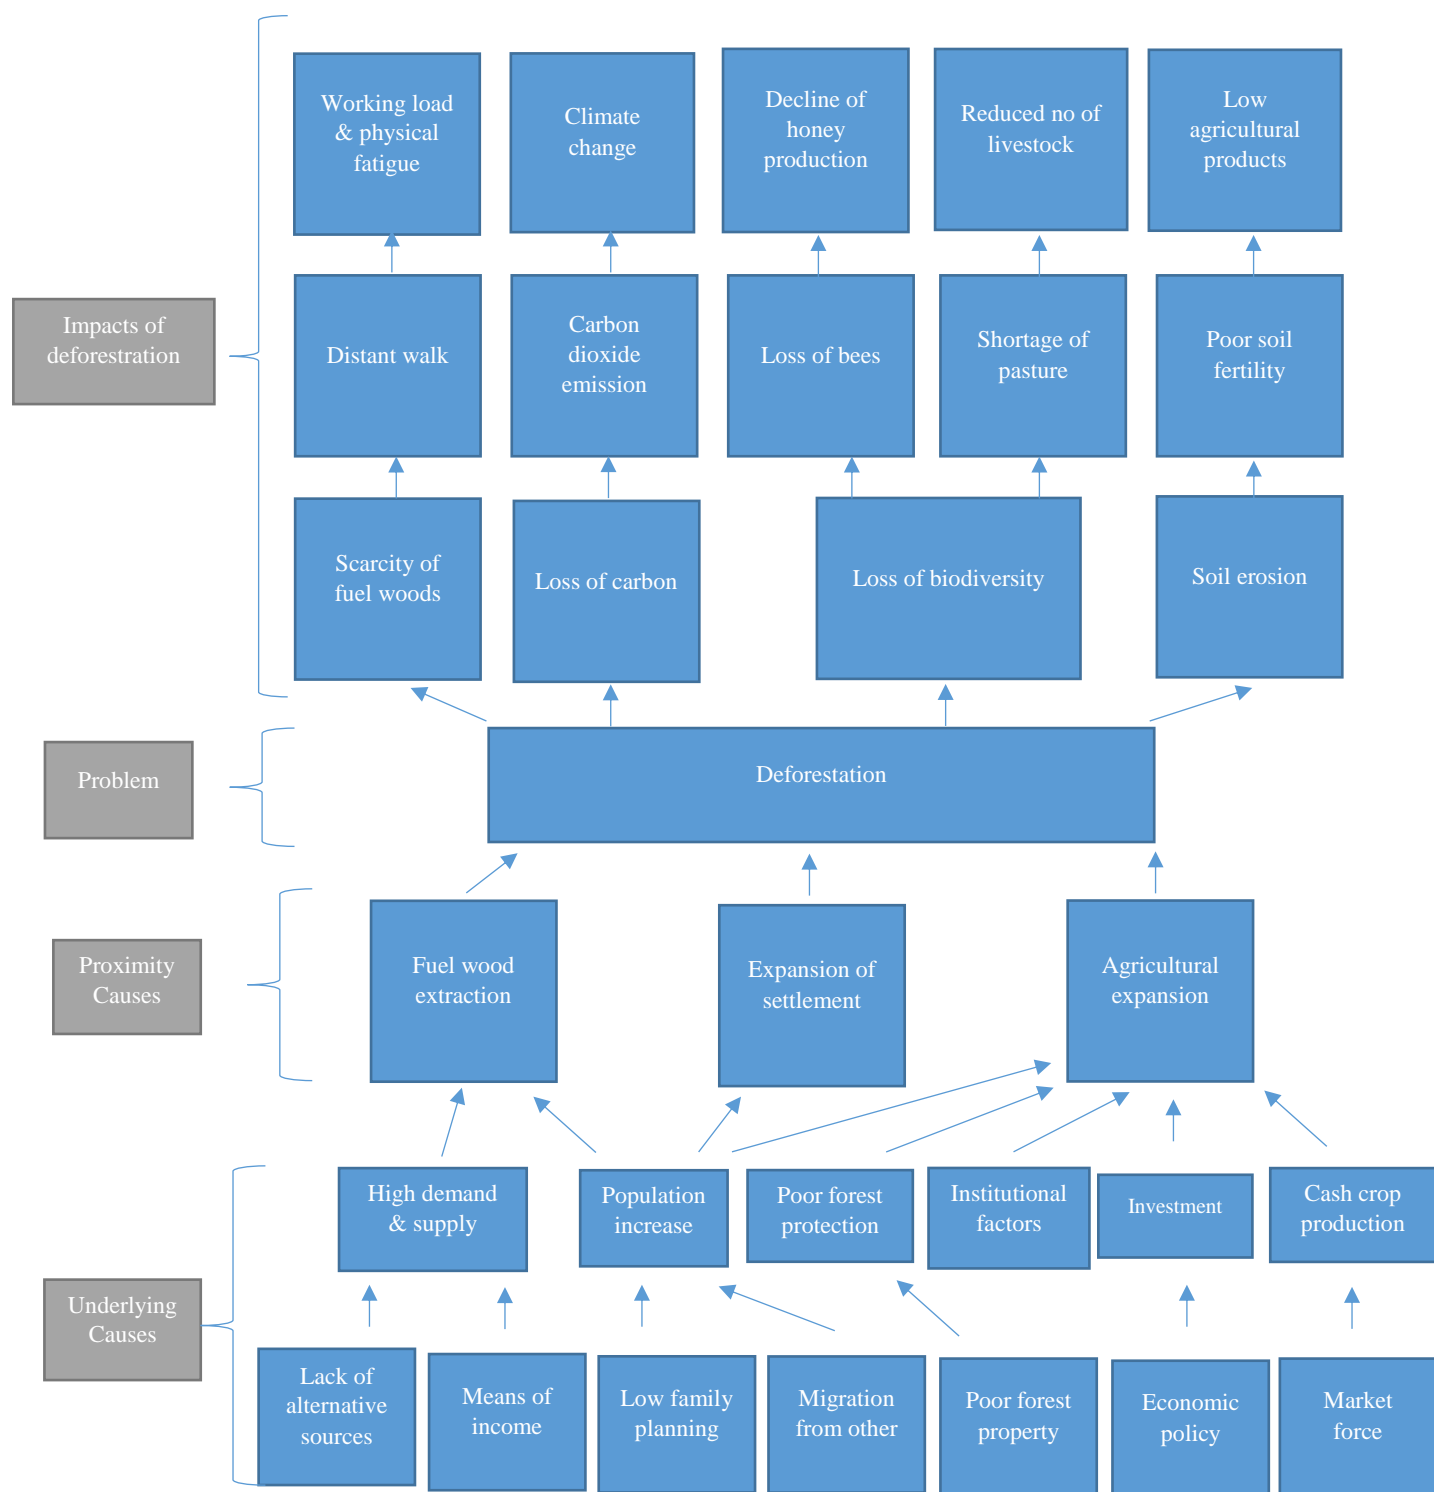 Working load
& physical
fatigue
Climate
change
Decline of
honey
production
Reduced no of
livestock
Low
agricultural
products
Impacts of
deforestration
Distant walk
Carbon
dioxide
emission
Loss of bees
Shortage of
pasture
Poor soil
fertility
Scarcity of
fuel woods
Loss of carbon
Loss of biodiversity
Soil erosion
Problem
Deforestation
Proximity
Causes
Fuel wood
extraction
Expansion of
settlement
Agricultural
expansion
High demand
& supply
Population
increase
Poor forest
protection
Institutional
factors
Investment
Cash crop
production
Underlying
Causes
Lack of
alternative
sources
Means of
income
Low family
planning
Migration
from other
Poor forest
property
Economic
policy
Market
force